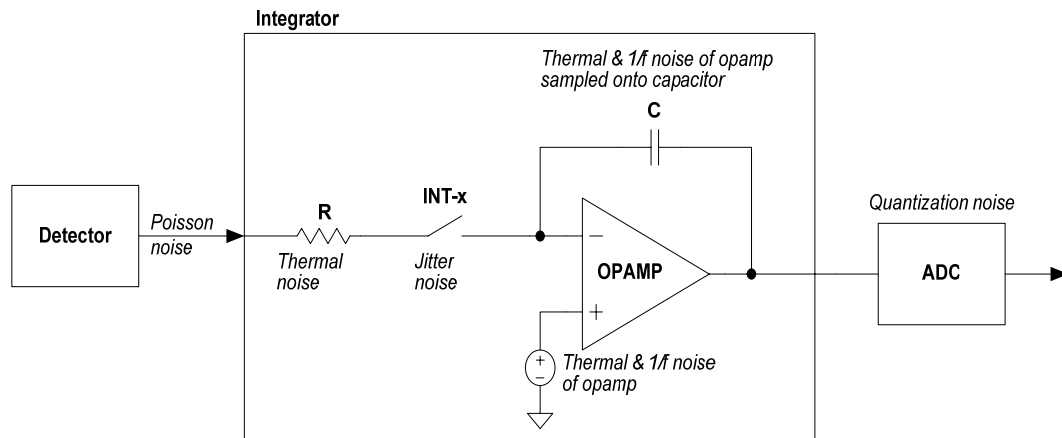 Integrator
Thermal & 1/f noise of opamp
sampled onto capacitor
C
Detector
Poisson
noise
R
Thermal
noise
INT-x
Jitter
noise
−
OPAMP
+
+
−
Thermal & 1/f noise
of opamp
Quantization noise
ADC